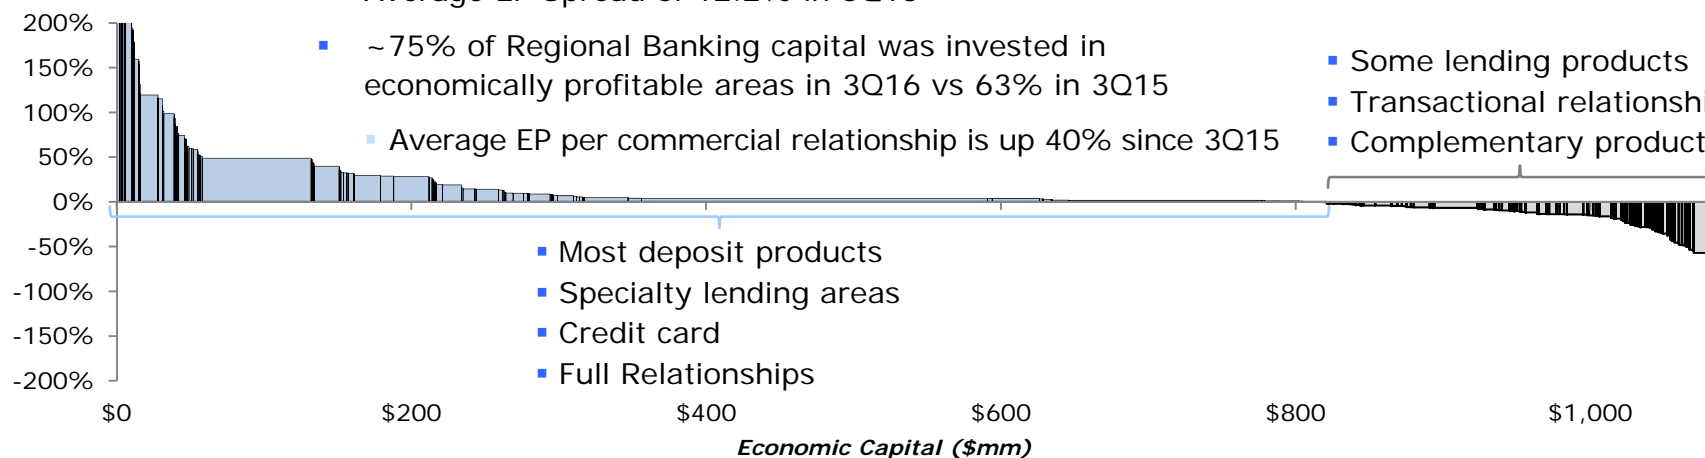 200%
~75% of Regional Banking capital was invested in
economically profitable areas in 3Q16 vs 63% in 3Q15
Average EP per commercial relationship is up 40% since 3Q15
Some lending products
Transactional relationshi
Complementary product
150%
100%
50%
0%
-50%
-100%
-150%
-200%
Most deposit products
Specialty lending areas
Credit card
Full Relationships
$0
$200
$400
$600
$800
$1,000
Economic Capital ($mm)